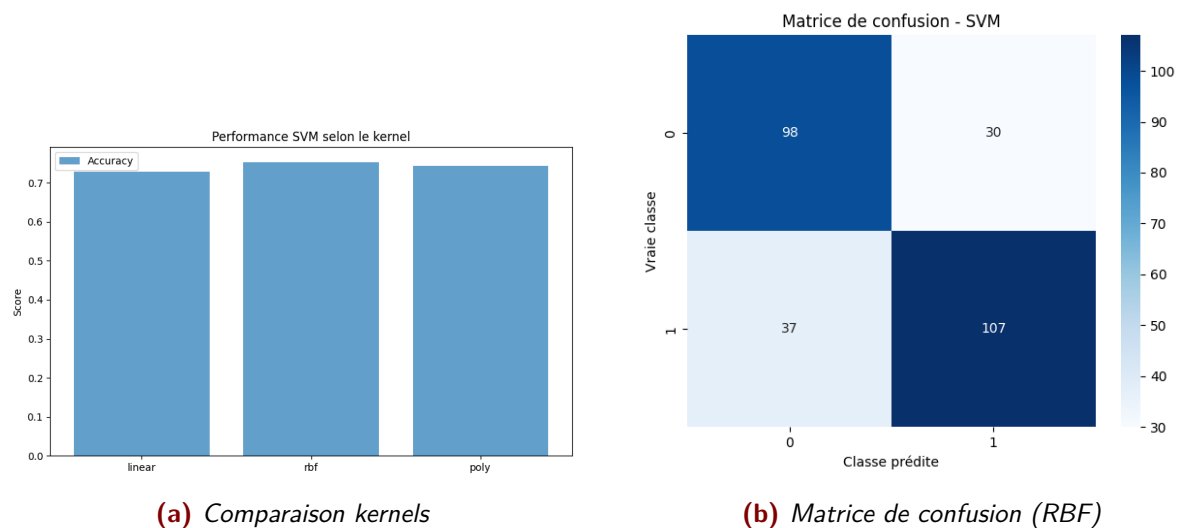 Performance SVM selon le kernel
Accuracy
Score
0.7
0.6
0.5
0.4
0.3
0.2
0.1
0.0
linear rbf poly
(a) Comparaison kernels
Matrice de confusion - SVM
Vraie classe
0
1
98 30
37 107
0 1
Classe prédite
100
90
80
70
60
50
40
30
(b) Matrice de confusion (RBF)